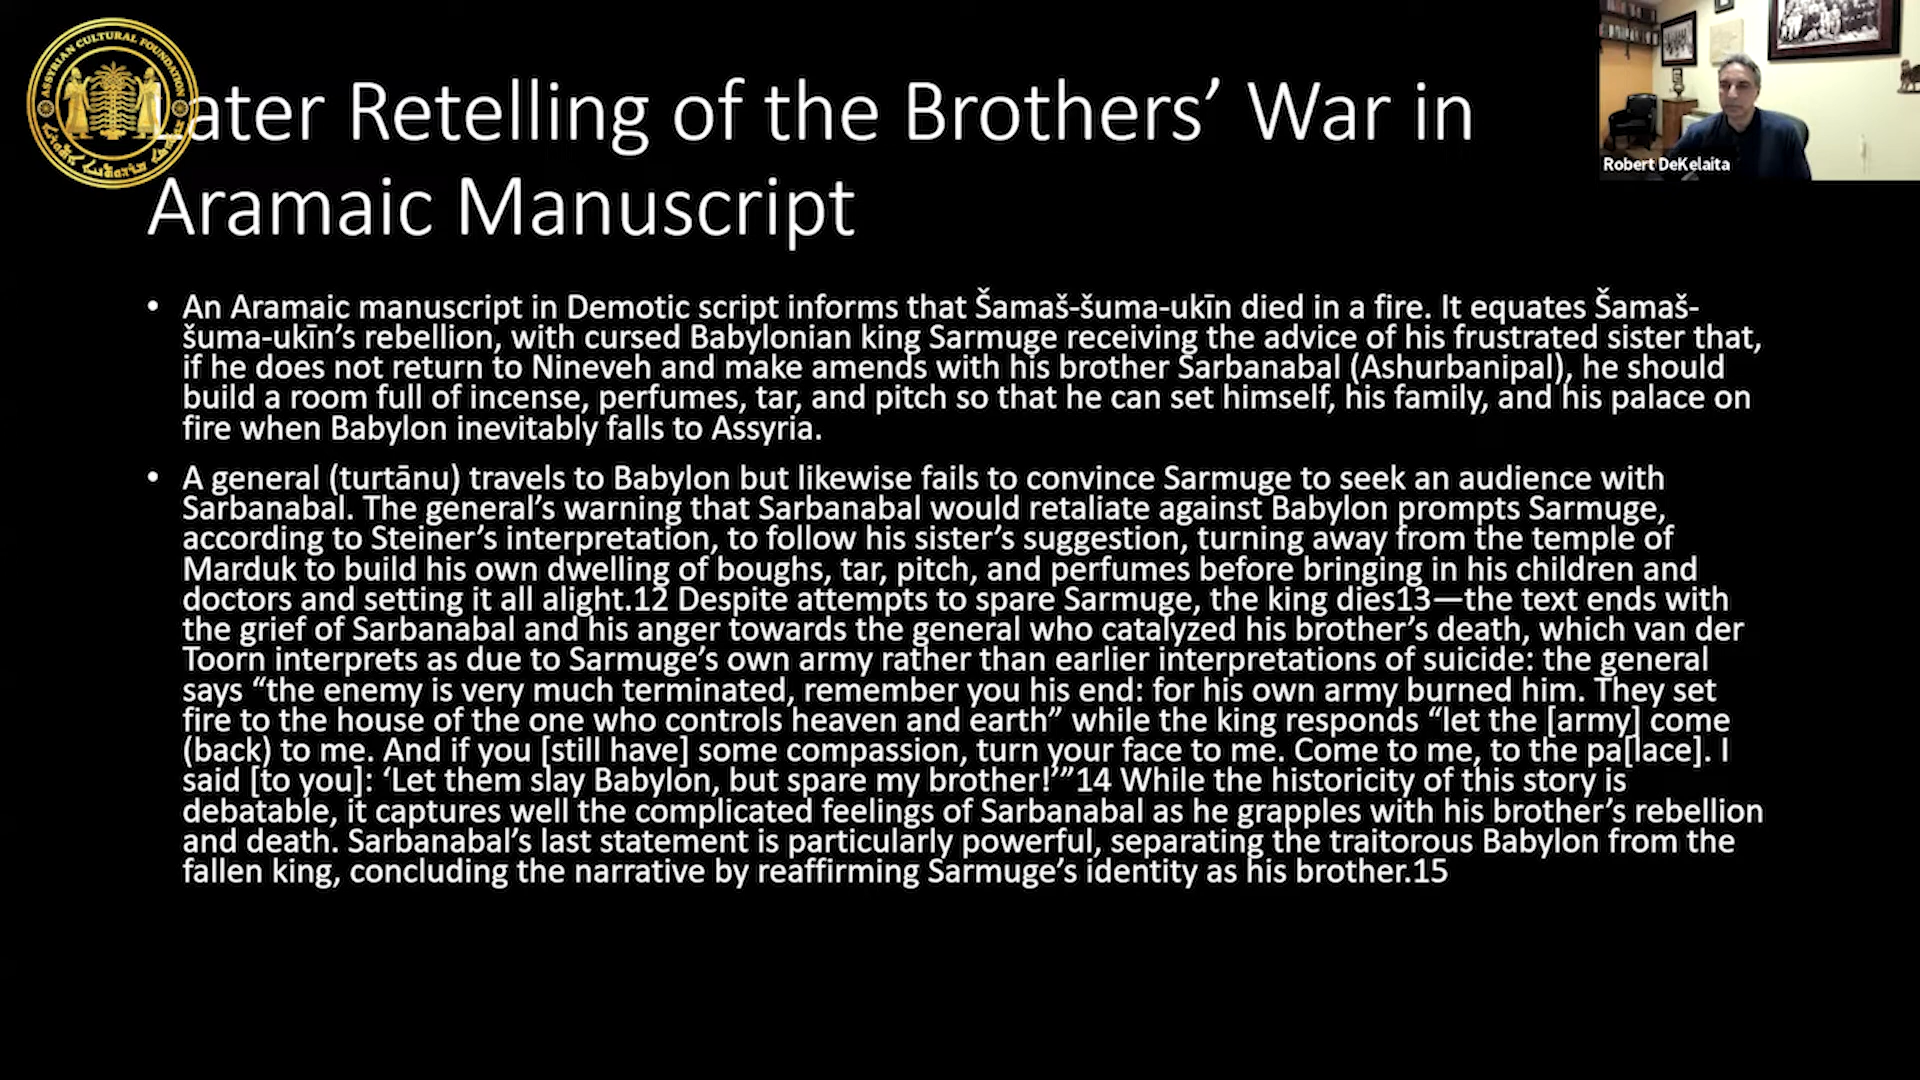 ASSYRIAN CULTURAL FOUNDATION
Later Retelling of the Brothers’ War in
Aramaic Manuscript
Robert DeKelaita
• An Aramaic manuscript in Demotic script informs that Šamaš-šuma-ukīn died in a fire. It equates Šamaš-
šuma-ukīn’s rebellion, with cursed Babylonian king Sarmuge receiving the advice of his frustrated sister that,
if he does not return to Nineveh and make amends with his brother Sarbanabal (Ashurbanipal), he should
build a room full of incense, perfumes, tar, and pitch so that he can set himself, his family, and his palace on
fire when Babylon inevitably falls to Assyria.
• A general (turtānu) travels to Babylon but likewise fails to convince Sarmuge to seek an audience with
Sarbanabal. The general’s warning that Sarbanabal would retaliate against Babylon prompts Sarmuge,
according to Steiner’s interpretation, to follow his sister’s suggestion, turning away from the temple of
Marduk to build his own dwelling of boughs, tar, pitch, and perfumes before bringing in his children and
doctors and setting it all alight.12 Despite attempts to spare Sarmuge, the king dies13—the text ends with
the grief of Sarbanabal and his anger towards the general who catalyzed his brother’s death, which van der
Toorn interprets as due to Sarmuge’s own army rather than earlier interpretations of suicide: the general
says “the enemy is very much terminated, remember you his end: for his own army burned him. They set
fire to the house of the one who controls heaven and earth” while the king responds “let the [army] come
(back) to me. And if you [still have] some compassion, turn your face to me. Come to me, to the pa[lace]. I
said [to you]: ‘Let them slay Babylon, but spare my brother!’”14 While the historicity of this story is
debatable, it captures well the complicated feelings of Sarbanabal as he grapples with his brother’s rebellion
and death. Sarbanabal’s last statement is particularly powerful, separating the traitorous Babylon from the
fallen king, concluding the narrative by reaffirming Sarmuge’s identity as his brother.15